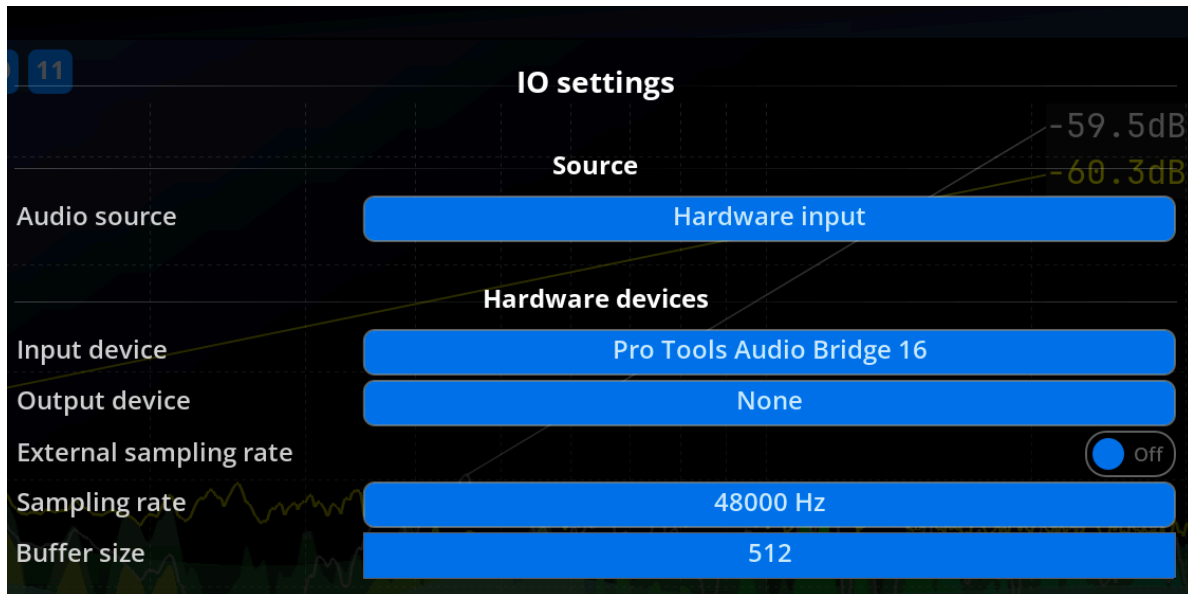 11
IO settings
-59.5dB
Source
-60.3dB
Audio source
Hardware input
Hardware devices
Input device
Pro Tools Audio Bridge 16
Output device
None
External sampling rate
Off
Sampling rate
48000 Hz
Buffer size
512